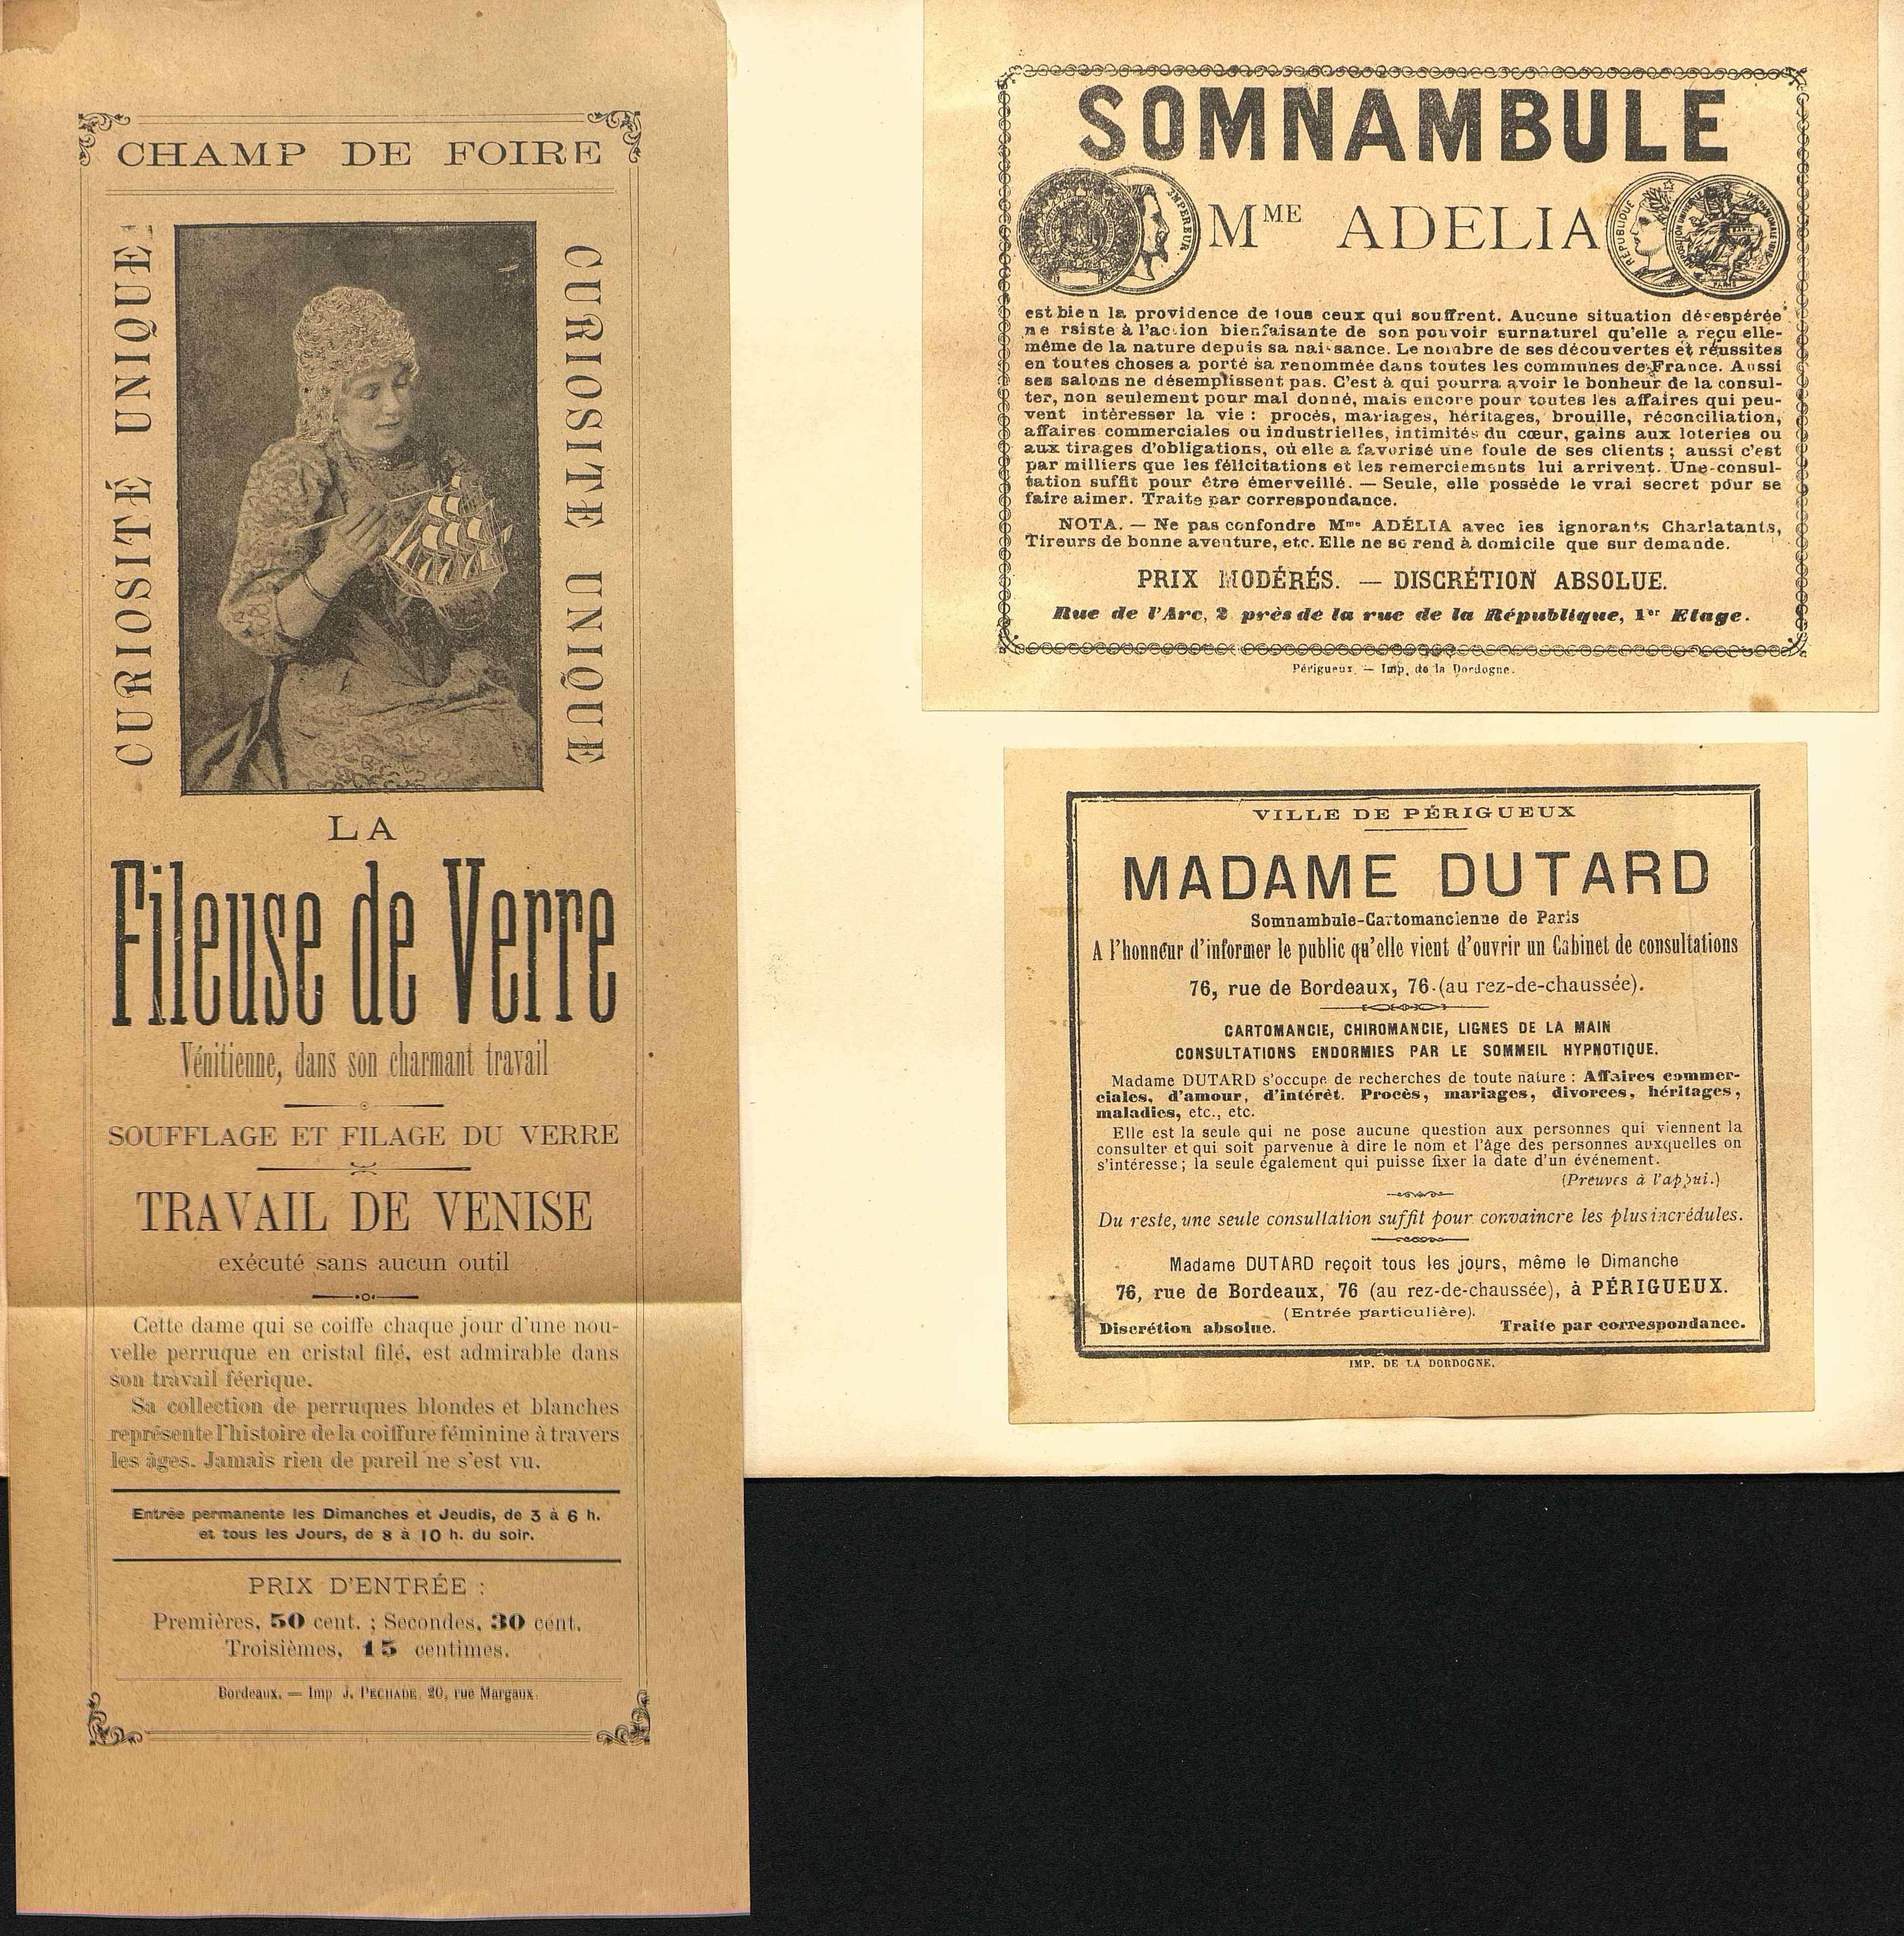 CHAMP DE FOIRE
CURIOSITÉ UNIQUE
CURIOSITÉ UNIQUE
LA
Fileuse de Verre
Vénitienne, dans son charmant travail
SOUFFLAGE ET FILAGE DU VERRE
TRAVAIL DE VENISE
exécuté sans aucun outil
Cette dame qui se coiffe chaque jour d'une nou-
velle perruque en cristal filé, est admirable dans
son travail féerique.
Sa collection de perruques blondes et blanches
représente l'histoire de la coiffure féminine à travers
les âges. Jamais rien de pareil ne s'est vu.
Entrée permanente les Dimanches et Jeudis, de 3 à 6 h.
et tous les Jours, de 8 à 10 h. du soir.
PRIX D'ENTRÉE :
Premières, 50 cent. ; Secondes, 30 cent.
Troisièmes, 15 centimes.
Bordeaux. — Imp J. PECHADE, 20, rue Margaux.
SOMNAMBULE
IMPEREUR
MME ADELIA
REPUBLIQUE
PARIS
est bien la providence de tous ceux qui souffrent. Aucune situation désespérée
ne rsiste à l'action bienfaisante de son pouvoir surnaturel qu'elle a reçu elle-
même de la nature depuis sa nai-sance. Le nombre de ses découvertes et réussites
en toutes choses a porté sa renommée dans toutes les communes de France. Aussi
ses salons ne désemplissent pas. C'est à qui pourra avoir le bonheur de la consul-
ter, non seulement pour mal donné, mais encore pour toutes les affaires qui peu-
vent intéresser la vie : procès, mariages, héritages, brouille, réconciliation,
affaires commerciales ou industrielles, intimités du cœur, gains aux loteries ou
aux tirages d'obligations, où elle a favorisé une foule de ses clients ; aussi c'est
par milliers que les félicitations et les remerciements lui arrivent. Une consul-
tation suffit pour être émerveillé. — Seule, elle possède le vrai secret pour se
faire aimer. Traite par correspondance.
NOTA. — Ne pas confondre Mme ADÉLIA avec les ignorants Charlatants,
Tireurs de bonne aventure, etc. Elle ne se rend à domicile que sur demande.
PRIX MODÉRÉS. — DISCRÉTION ABSOLUE.
Rue de l'Arc, 2 près de la rue de la République, 1er Etage.
Périgueux. — Imp. de la Dordogne.
VILLE DE PÉRIGUEUX
MADAME DUTARD
Somnambule-Cartomancienne de Paris
A l'honneur d'informer le public qu'elle vient d'ouvrir un Cabinet de consultations
76, rue de Bordeaux, 76 (au rez-de-chaussée).
CARTOMANCIE, CHIROMANCIE, LIGNES DE LA MAIN
CONSULTATIONS ENDORMIES PAR LE SOMMEIL HYPNOTIQUE.
Madame DUTARD s'occupe de recherches de toute nature : Affaires commer-
ciales, d'amour, d'intérêt. Procès, mariages, divorces, héritages,
maladies, etc., etc.
Elle est la seule qui ne pose aucune question aux personnes qui viennent la
consulter et qui soit parvenue à dire le nom et l'âge des personnes auxquelles on
s'intéresse ; la seule également qui puisse fixer la date d'un événement.
(Preuves à l'appui.)
Du reste, une seule consultation suffit pour convaincre les plus incrédules.
Madame DUTARD reçoit tous les jours, même le Dimanche
76, rue de Bordeaux, 76 (au rez-de-chaussée), à PÉRIGUEUX.
(Entrée particulière).
Discrétion absolue. Traite par correspondance.
IMP. DE LA DORDOGNE.